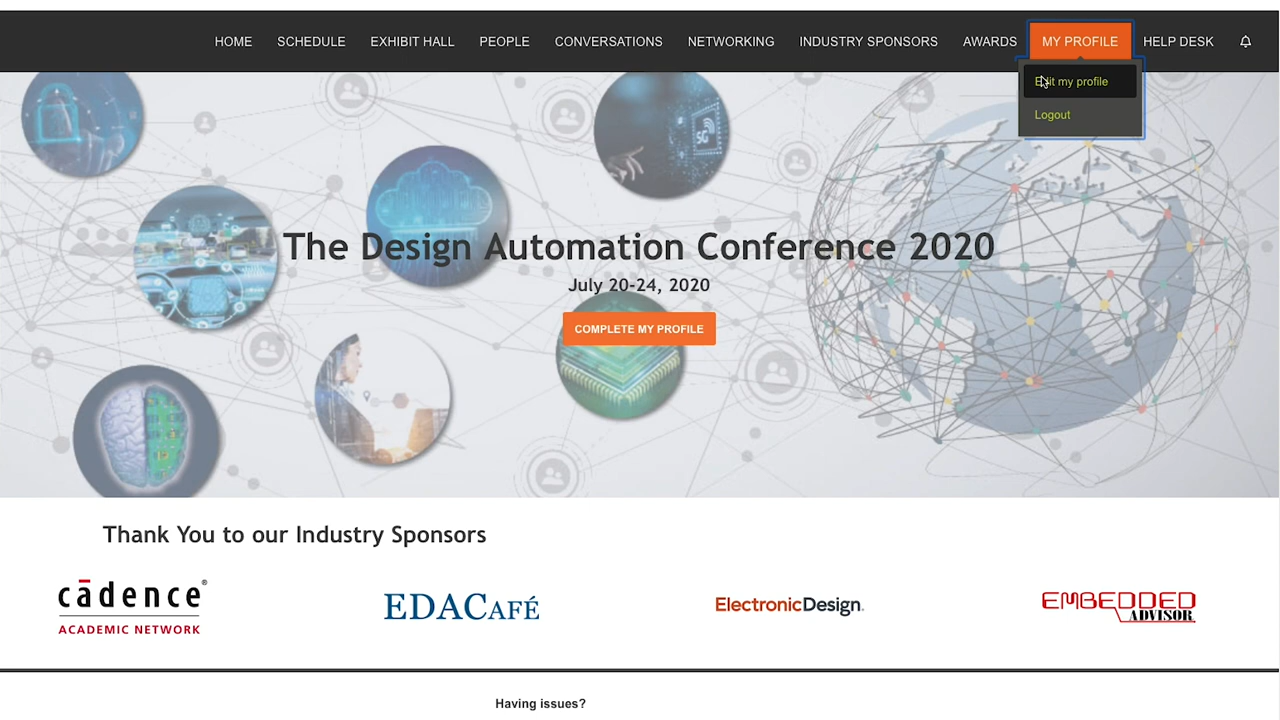 HOME SCHEDULE EXHIBIT HALL PEOPLE CONVERSATIONS NETWORKING INDUSTRY SPONSORS AWARDS MY PROFILE HELP DESK
Edit my profile
Logout
5G
The Design Automation Conference 2020
July 20-24, 2020
COMPLETE MY PROFILE
Thank You to our Industry Sponsors
cādence®
ACADEMIC NETWORK
EDACAFÉ
ElectronicDesign.
EMBEDDED
ADVISOR
Having issues?